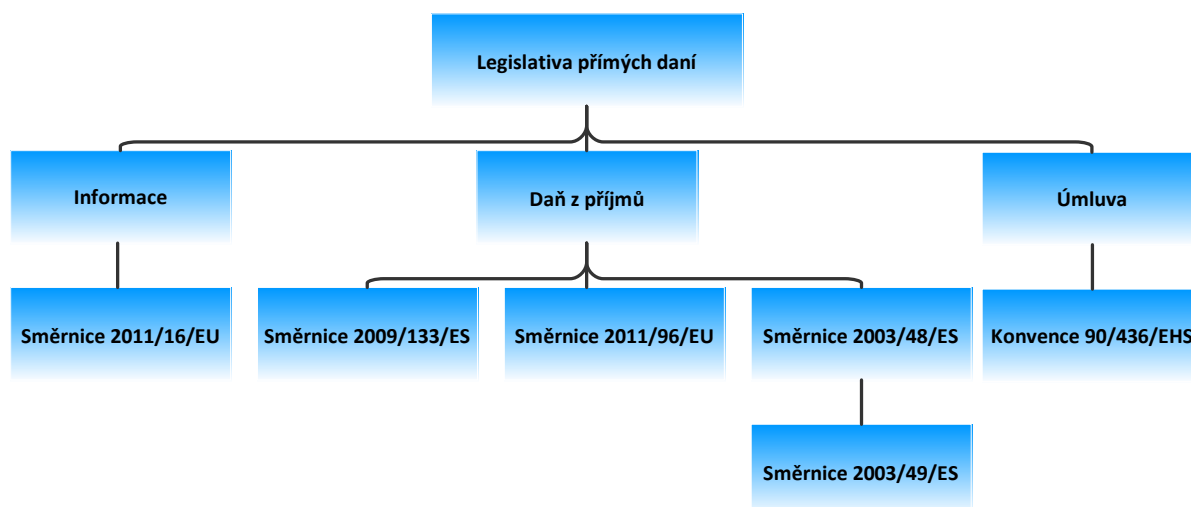 Legislativa přímých daní
Informace
Daň z příjmů
Úmluva
Směrnice 2011/16/EU
Směrnice 2009/133/ES
Směrnice 2011/96/EU
Směrnice 2003/48/ES
Konvence 90/436/EHS
Směrnice 2003/49/ES